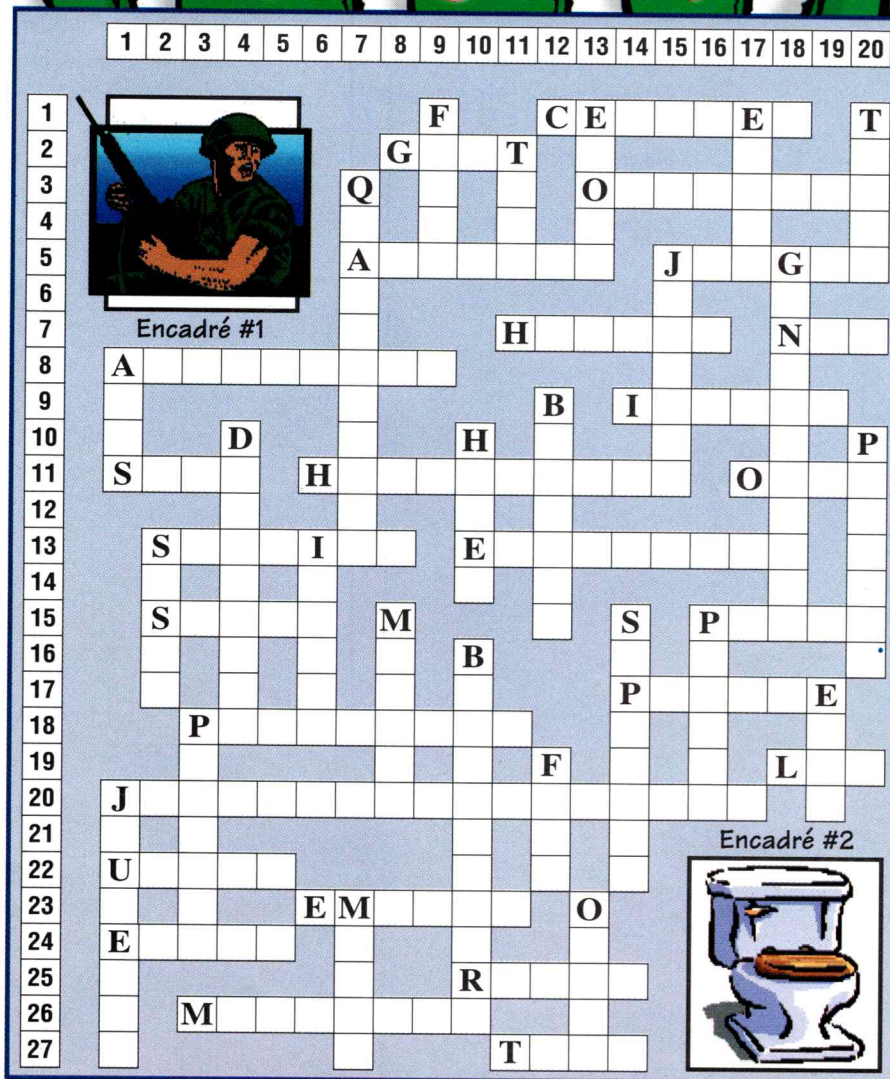 1 2 3 4 5 6 7 8 9 10 11 12 13 14 15 16 17 18 19 20
1 F C E E T
2 G T
3 Q O
4
5 A J G
6
Encadré #1
7 H N
8 A
9 B I
10 D H P
11 S H O
12
13 S I E
14
15 S M S P
16 B
17 P E
18 P
19 F L
20 J
21
Encadré #2
22 U
23 E M O
24 E
25 R
26 M
27 T